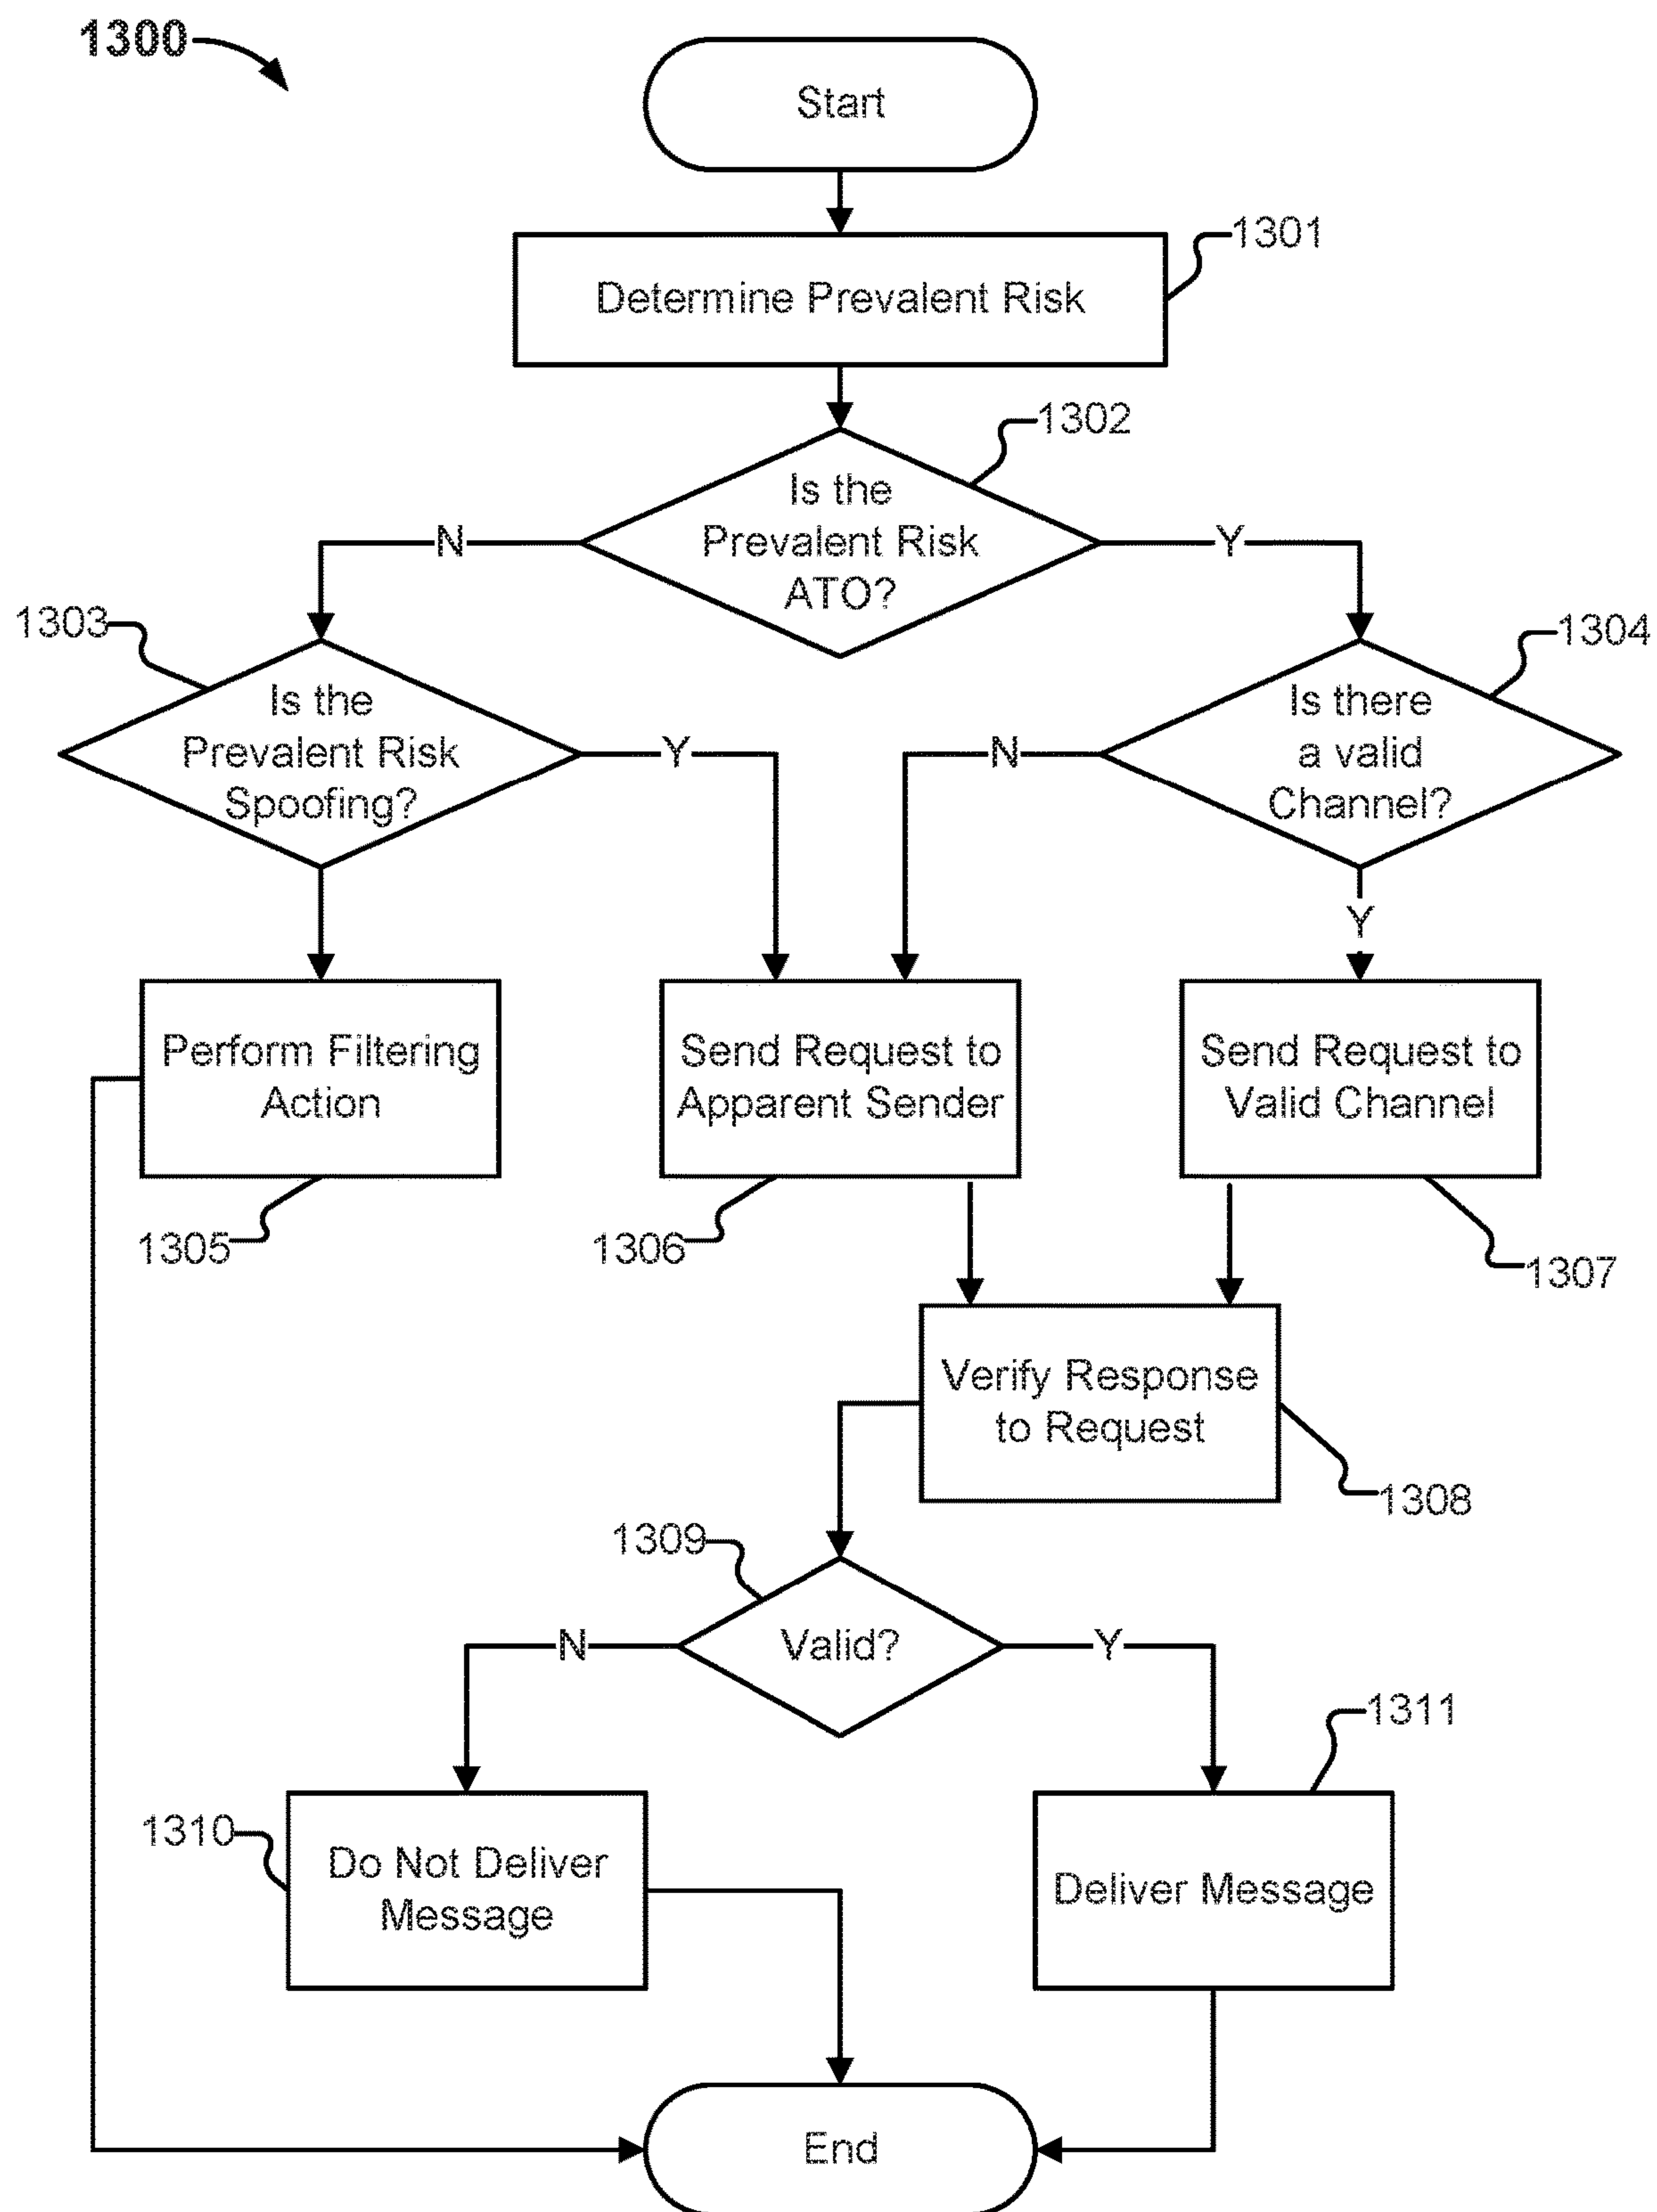 1300
Start
1301
Determine Prevalent Risk
1302
Is the
Prevalent Risk
ATO?
N
Y
1303
1304
Is the
Prevalent Risk
Spoofing?
Y
Is there
a valid
Channel?
N
Y
Perform Filtering
Action
Send Request to
Apparent Sender
Send Request to
Valid Channel
1305
1306
1307
Verify Response
to Request
1308
1309
Valid?
N
Y
1311
1310
Do Not Deliver
Message
Deliver Message
End